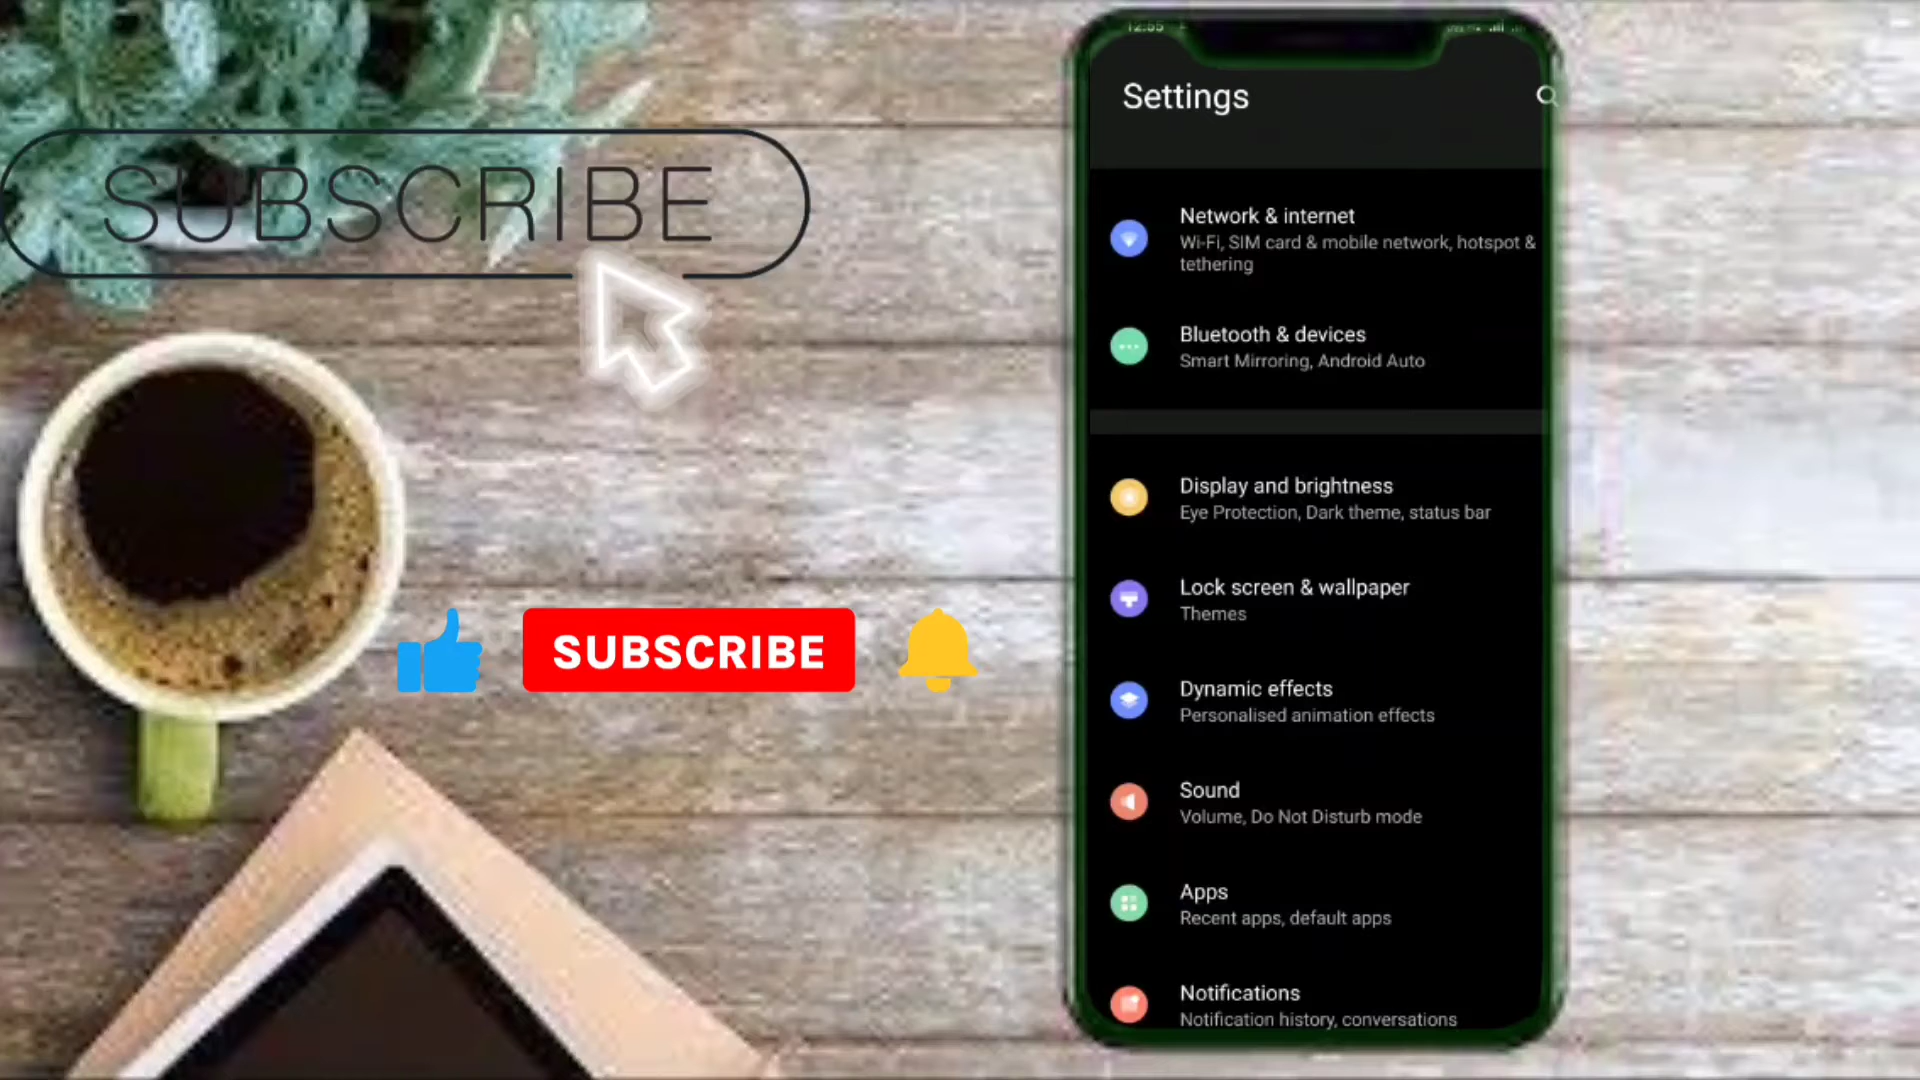 SUBSCRIBE
SUBSCRIBE
12:55
Settings
Network & internet
Wi-Fi, SIM card & mobile network, hotspot &
tethering
Bluetooth & devices
Smart Mirroring, Android Auto
Display and brightness
Eye Protection, Dark theme, status bar
Lock screen & wallpaper
Themes
Dynamic effects
Personalised animation effects
Sound
Volume, Do Not Disturb mode
Apps
Recent apps, default apps
Notifications
Notification history, conversations